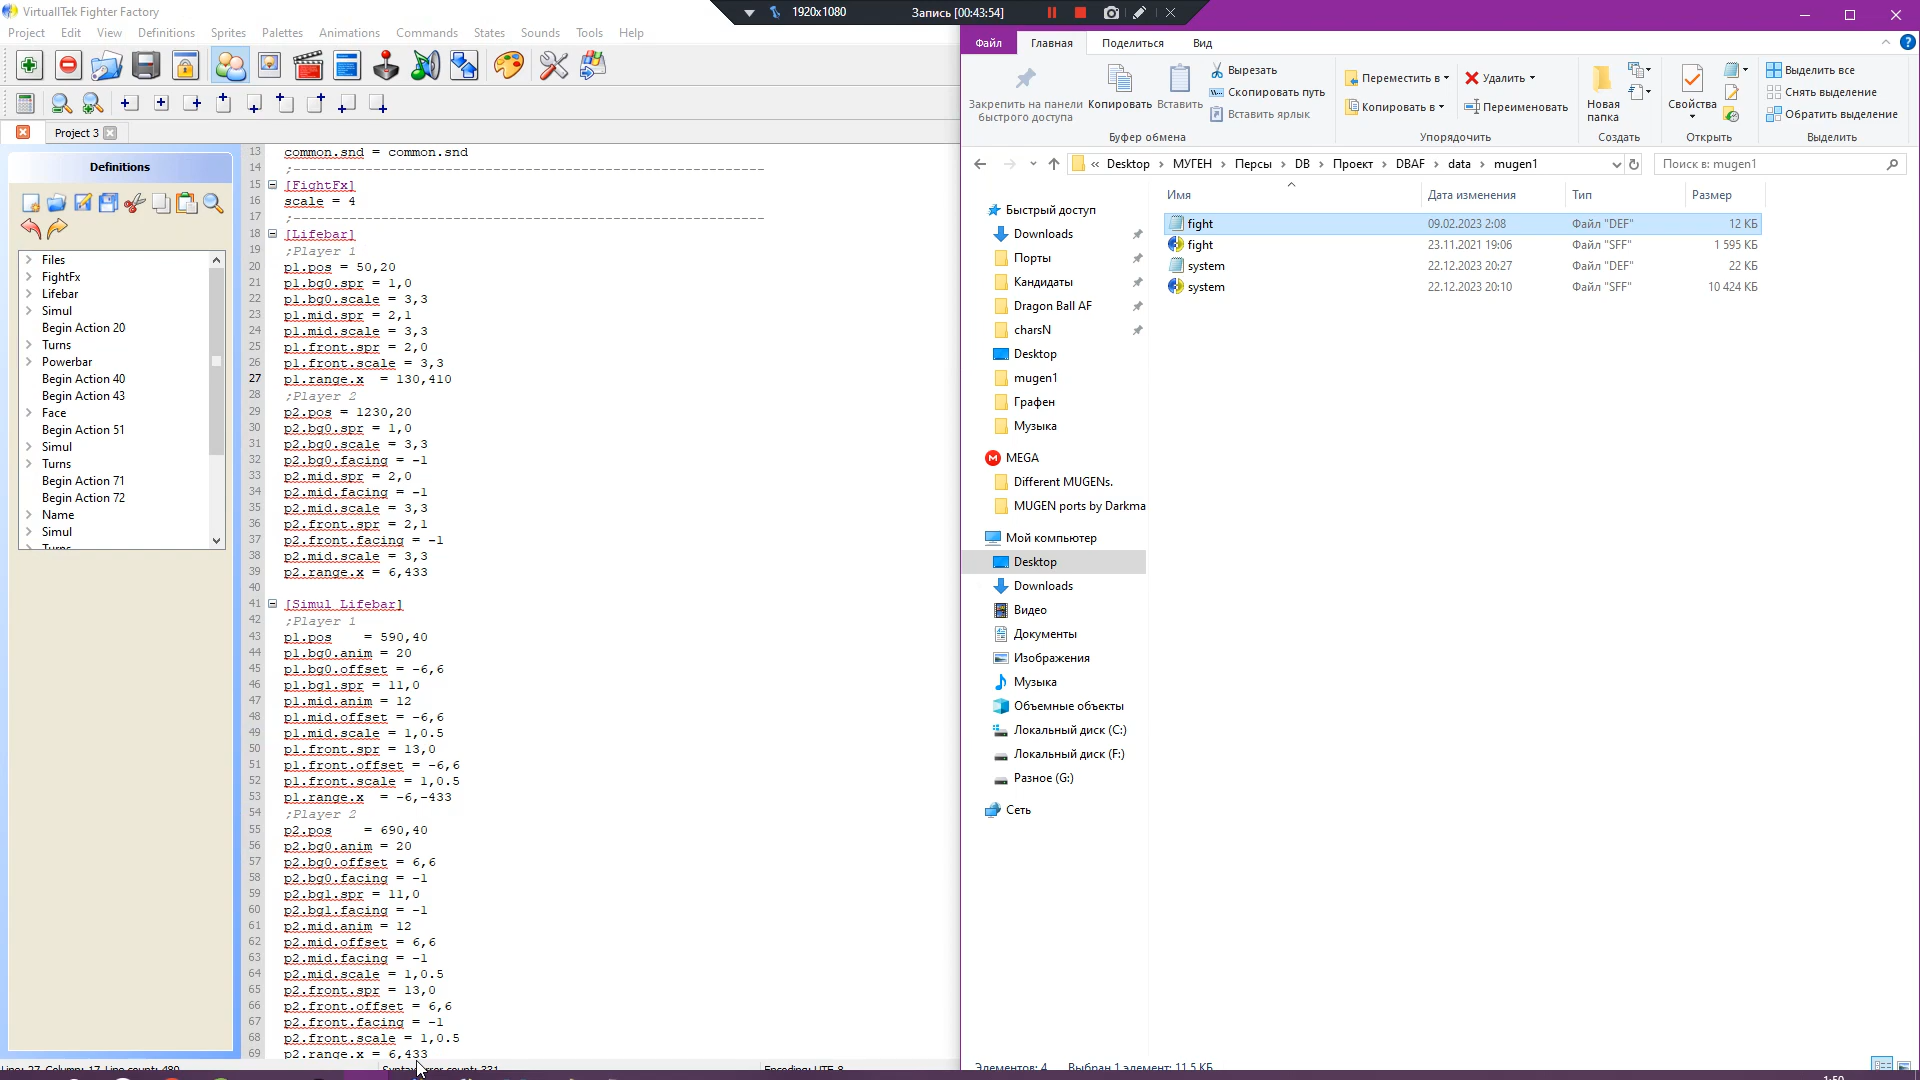 VirtuallTek Fighter Factory
1920x1080
Запись [00:43:54]
Project Edit View Definitions Sprites Palettes Animations Commands States Sounds Tools Help
Project 3
Definitions
Files
FightFx
Lifebar
Simul
Begin Action 20
Turns
Powerbar
Begin Action 40
Begin Action 43
Face
Begin Action 51
Simul
Turns
Begin Action 71
Begin Action 72
Name
Simul
Turns
13 common.snd = common.snd
14 ;-----------------------------------------------------------
15 [FightFx]
16 scale = 4
17 ;-----------------------------------------------------------
18 [Lifebar]
19 ;Player 1
20 p1.pos = 50,20
21 p1.bg0.spr = 1,0
22 p1.bg0.scale = 3,3
23 p1.mid.spr = 2,1
24 p1.mid.scale = 3,3
25 p1.front.spr = 2,0
26 p1.front.scale = 3,3
27 p1.range.x  = 130,410
28 ;Player 2
29 p2.pos = 1230,20
30 p2.bg0.spr = 1,0
31 p2.bg0.scale = 3,3
32 p2.bg0.facing = -1
33 p2.mid.spr = 2,0
34 p2.mid.facing = -1
35 p2.mid.scale = 3,3
36 p2.front.spr = 2,1
37 p2.front.facing = -1
38 p2.mid.scale = 3,3
39 p2.range.x = 6,433
40
41 [Simul Lifebar]
42 ;Player 1
43 p1.pos    = 590,40
44 p1.bg0.anim = 20
45 p1.bg0.offset = -6,6
46 p1.bg1.spr = 11,0
47 p1.mid.anim = 12
48 p1.mid.offset = -6,6
49 p1.mid.scale = 1,0.5
50 p1.front.spr = 13,0
51 p1.front.offset = -6,6
52 p1.front.scale = 1,0.5
53 p1.range.x  = -6,-433
54 ;Player 2
55 p2.pos    = 690,40
56 p2.bg0.anim = 20
57 p2.bg0.offset = 6,6
58 p2.bg0.facing = -1
59 p2.bg1.spr = 11,0
60 p2.bg1.facing = -1
61 p2.mid.anim = 12
62 p2.mid.offset = 6,6
63 p2.mid.facing = -1
64 p2.mid.scale = 1,0.5
65 p2.front.spr = 13,0
66 p2.front.offset = 6,6
67 p2.front.facing = -1
68 p2.front.scale = 1,0.5
69 p2.range.x = 6,433
Line: 27, Column: 17, Line count: 480
Encoding: UTF-8
Файл Главная Поделиться Вид
Закрепить на панели быстрого доступа
Копировать
Вставить
Вырезать
Скопировать путь
Вставить ярлык
Буфер обмена
Переместить в
Копировать в
Удалить
Переименовать
Упорядочить
Новая папка
Создать
Свойства
Открыть
Выделить все
Снять выделение
Обратить выделение
Выделить
« Desktop › МУГЕН › Персы › DB › Проект › DBAF › data › mugen1
Поиск в: mugen1
Быстрый доступ
Downloads
Порты
Кандидаты
Dragon Ball AF
charsN
Desktop
mugen1
Графен
Музыка
MEGA
Different MUGENs.
MUGEN ports by Darkma
Мой компьютер
Desktop
Downloads
Видео
Документы
Изображения
Музыка
Объемные объекты
Локальный диск (C:)
Локальный диск (F:)
Разное (G:)
Сеть
Имя Дата изменения Тип Размер
fight 09.02.2023 2:08 Файл "DEF" 12 КБ
fight 23.11.2021 19:06 Файл "SFF" 1 595 КБ
system 22.12.2023 20:27 Файл "DEF" 22 КБ
system 22.12.2023 20:10 Файл "SFF" 10 424 КБ
Элементов: 4 Выбран 1 элемент: 11,5 КБ
1:50